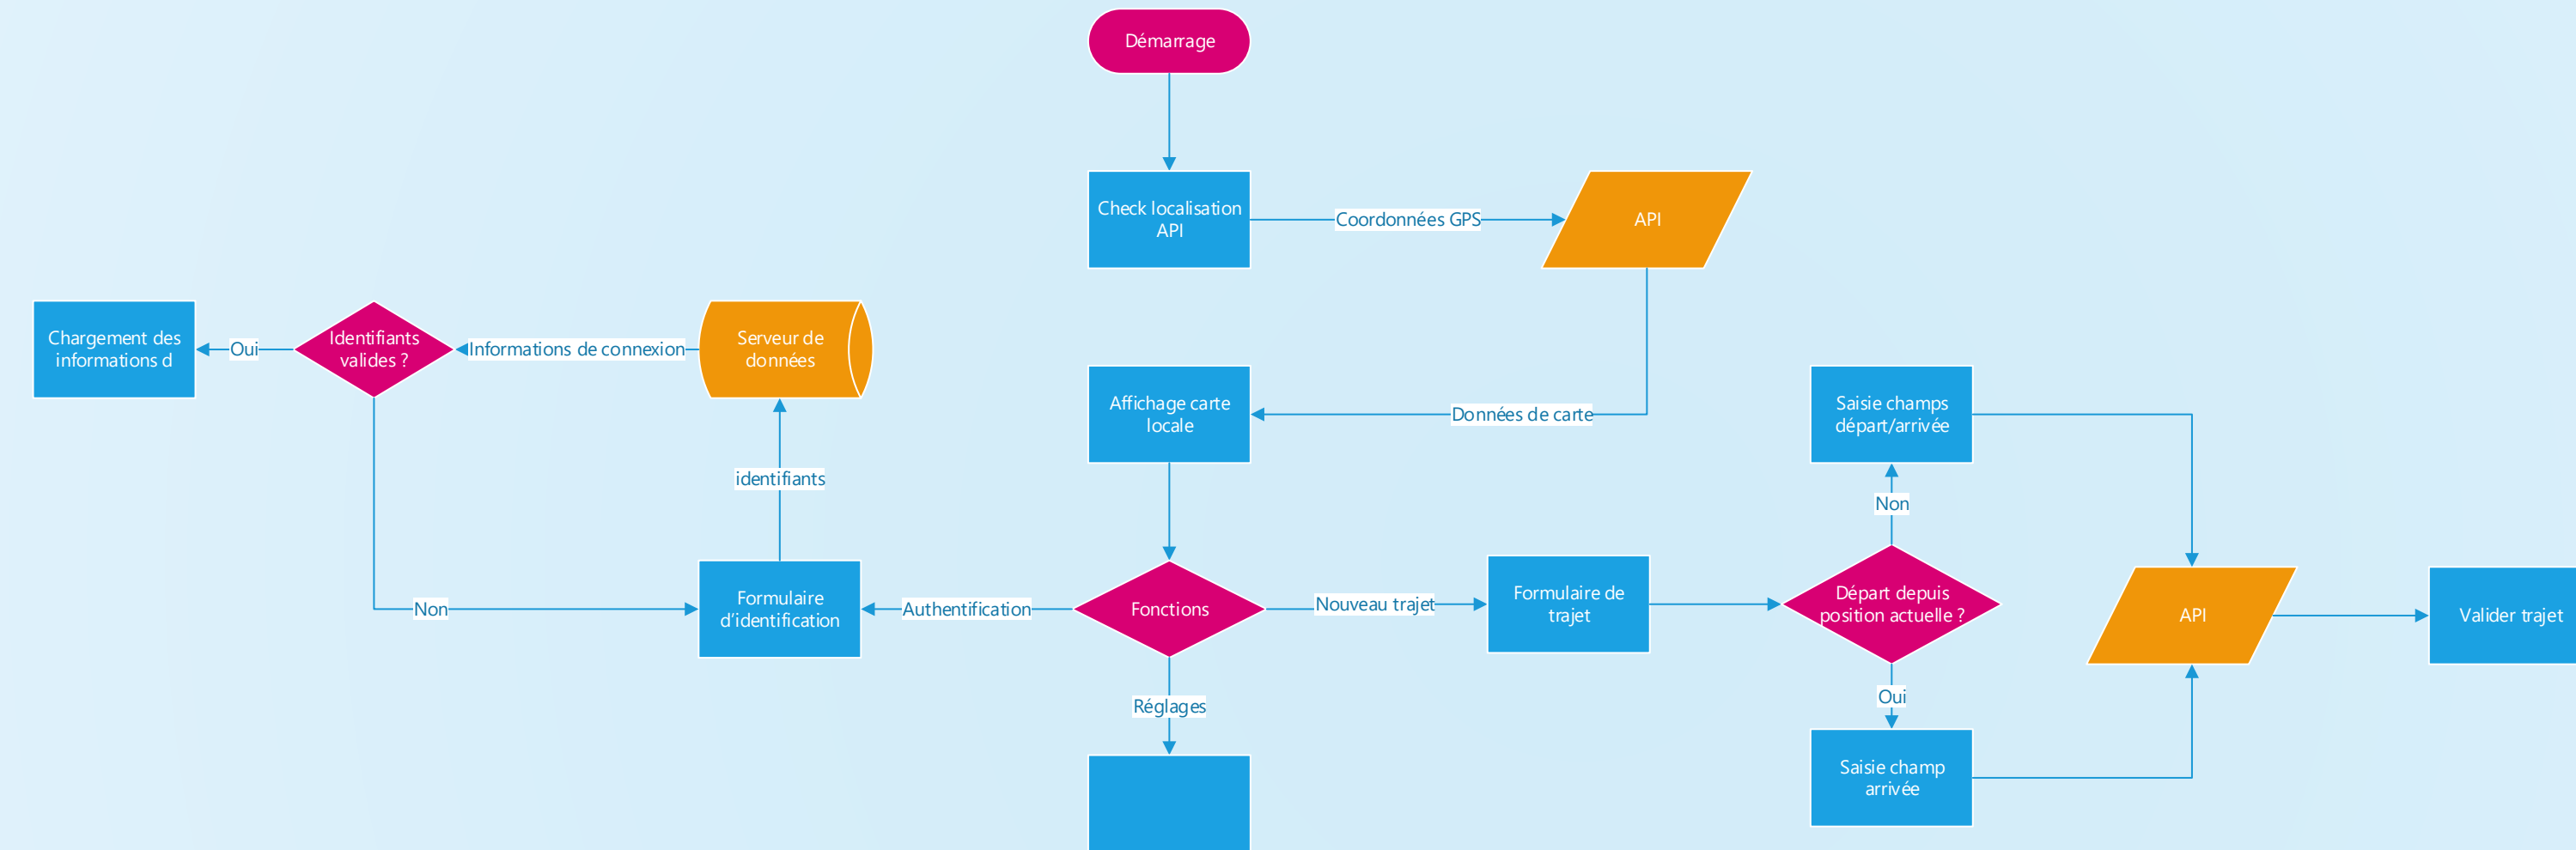 Démarrage
Check localisation
API
Coordonnées GPS
API
Chargement des
informations d
Oui
Identifiants
valides ?
Informations de connexion
Serveur de
données
Affichage carte
locale
Données de carte
Saisie champs
départ/arrivée
identifiants
Non
Non
Formulaire
d’identification
Authentification
Fonctions
Nouveau trajet
Formulaire de
trajet
Départ depuis
position actuelle ?
API
Valider trajet
Réglages
Oui
Saisie champ
arrivée